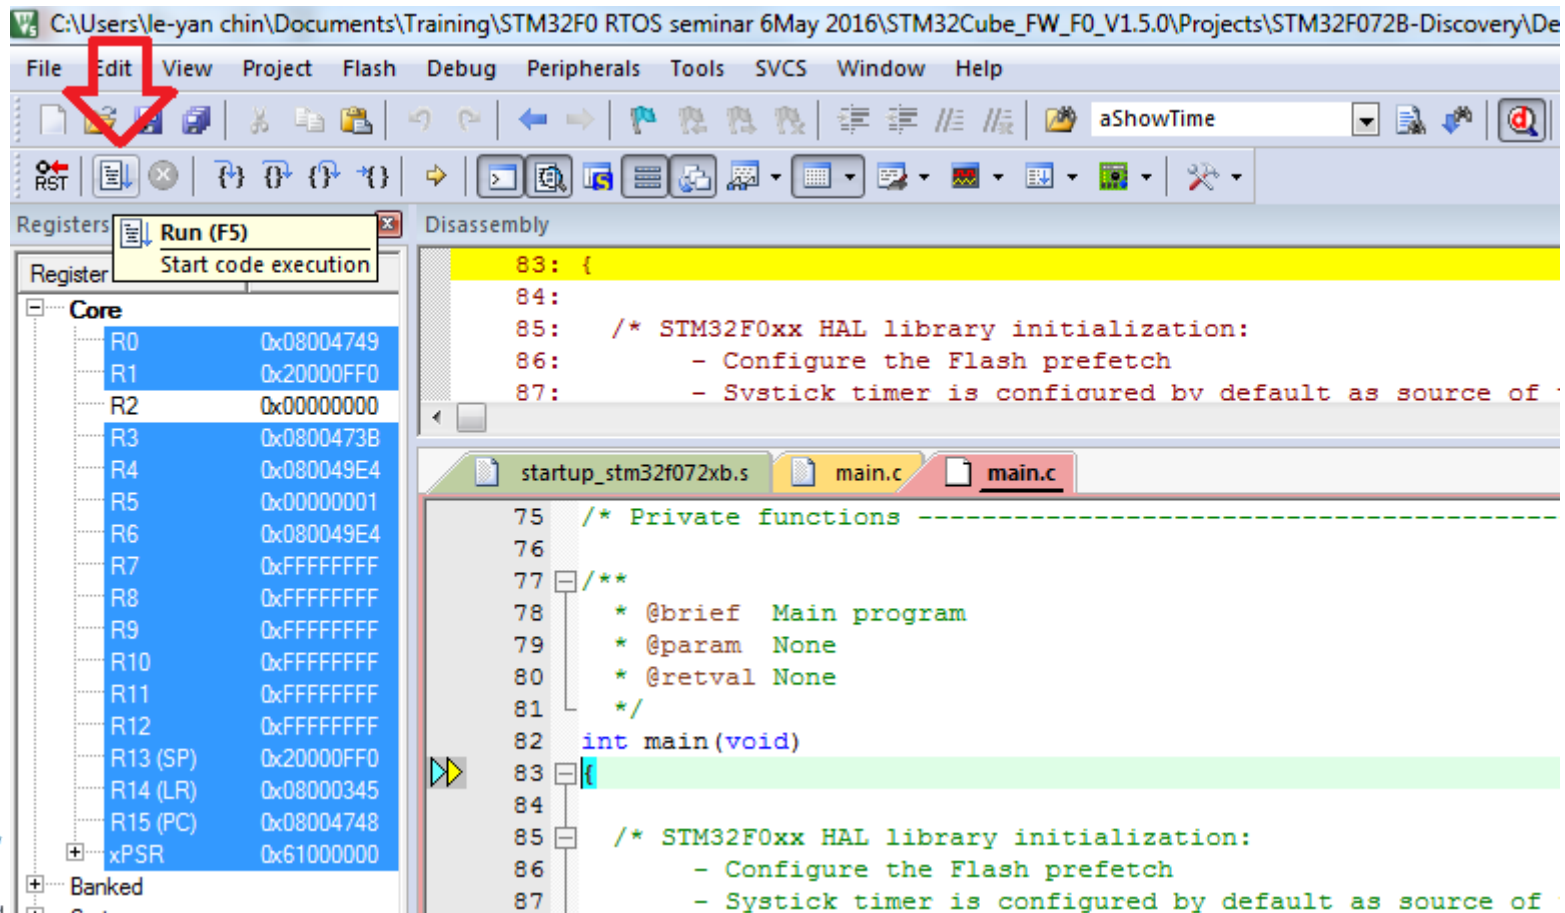 C:\Users\le-yan chin\Documents\Training\STM32F0 RTOS seminar 6May 2016\STM32Cube_FW_F0_V1.5.0\Projects\STM32F072B-Discovery\De
File Edit View Project Flash Debug Peripherals Tools SVCS Window Help
aShowTime
RST
Registers
Run (F5)
Start code execution
Register
Core
R0 0x08004749
R1 0x20000FF0
R2 0x00000000
R3 0x0800473B
R4 0x080049E4
R5 0x00000001
R6 0x080049E4
R7 0xFFFFFFFF
R8 0xFFFFFFFF
R9 0xFFFFFFFF
R10 0xFFFFFFFF
R11 0xFFFFFFFF
R12 0xFFFFFFFF
R13 (SP) 0x20000FF0
R14 (LR) 0x08000345
R15 (PC) 0x08004748
xPSR 0x61000000
Banked
Disassembly
83: {
84:
85: /* STM32F0xx HAL library initialization:
86: - Configure the Flash prefetch
87: - Systick timer is configured by default as source of
startup_stm32f072xb.s main.c main.c
75 /* Private functions ----------------------------------------
76
77 /**
78 * @brief Main program
79 * @param None
80 * @retval None
81 */
82 int main(void)
83 {
84
85 /* STM32F0xx HAL library initialization:
86 - Configure the Flash prefetch
87 - Systick timer is configured by default as source of